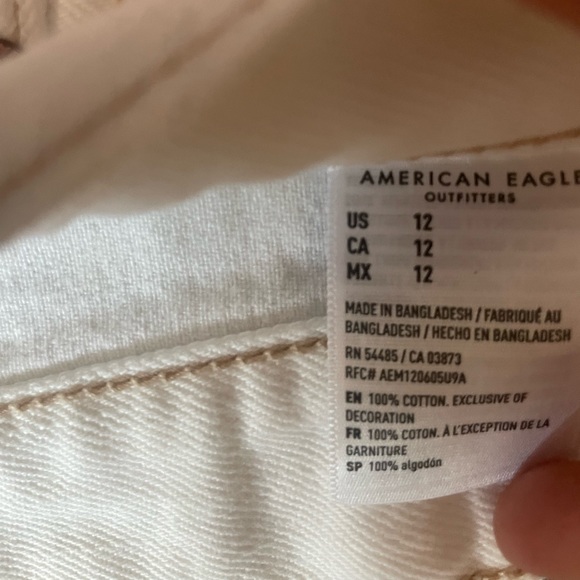 AMERICAN EAGLE
OUTFITTERS
US 12
CA 12
MX 12
MADE IN BANGLADESH / FABRIQUÉ AU
BANGLADESH / HECHO EN BANGLADESH
RN 54485 / CA 03873
RFC# AEM120605U9A
EN 100% COTTON. EXCLUSIVE OF
DECORATION
FR 100% COTON. À L'EXCEPTION DE LA
GARNITURE
SP 100% algodón